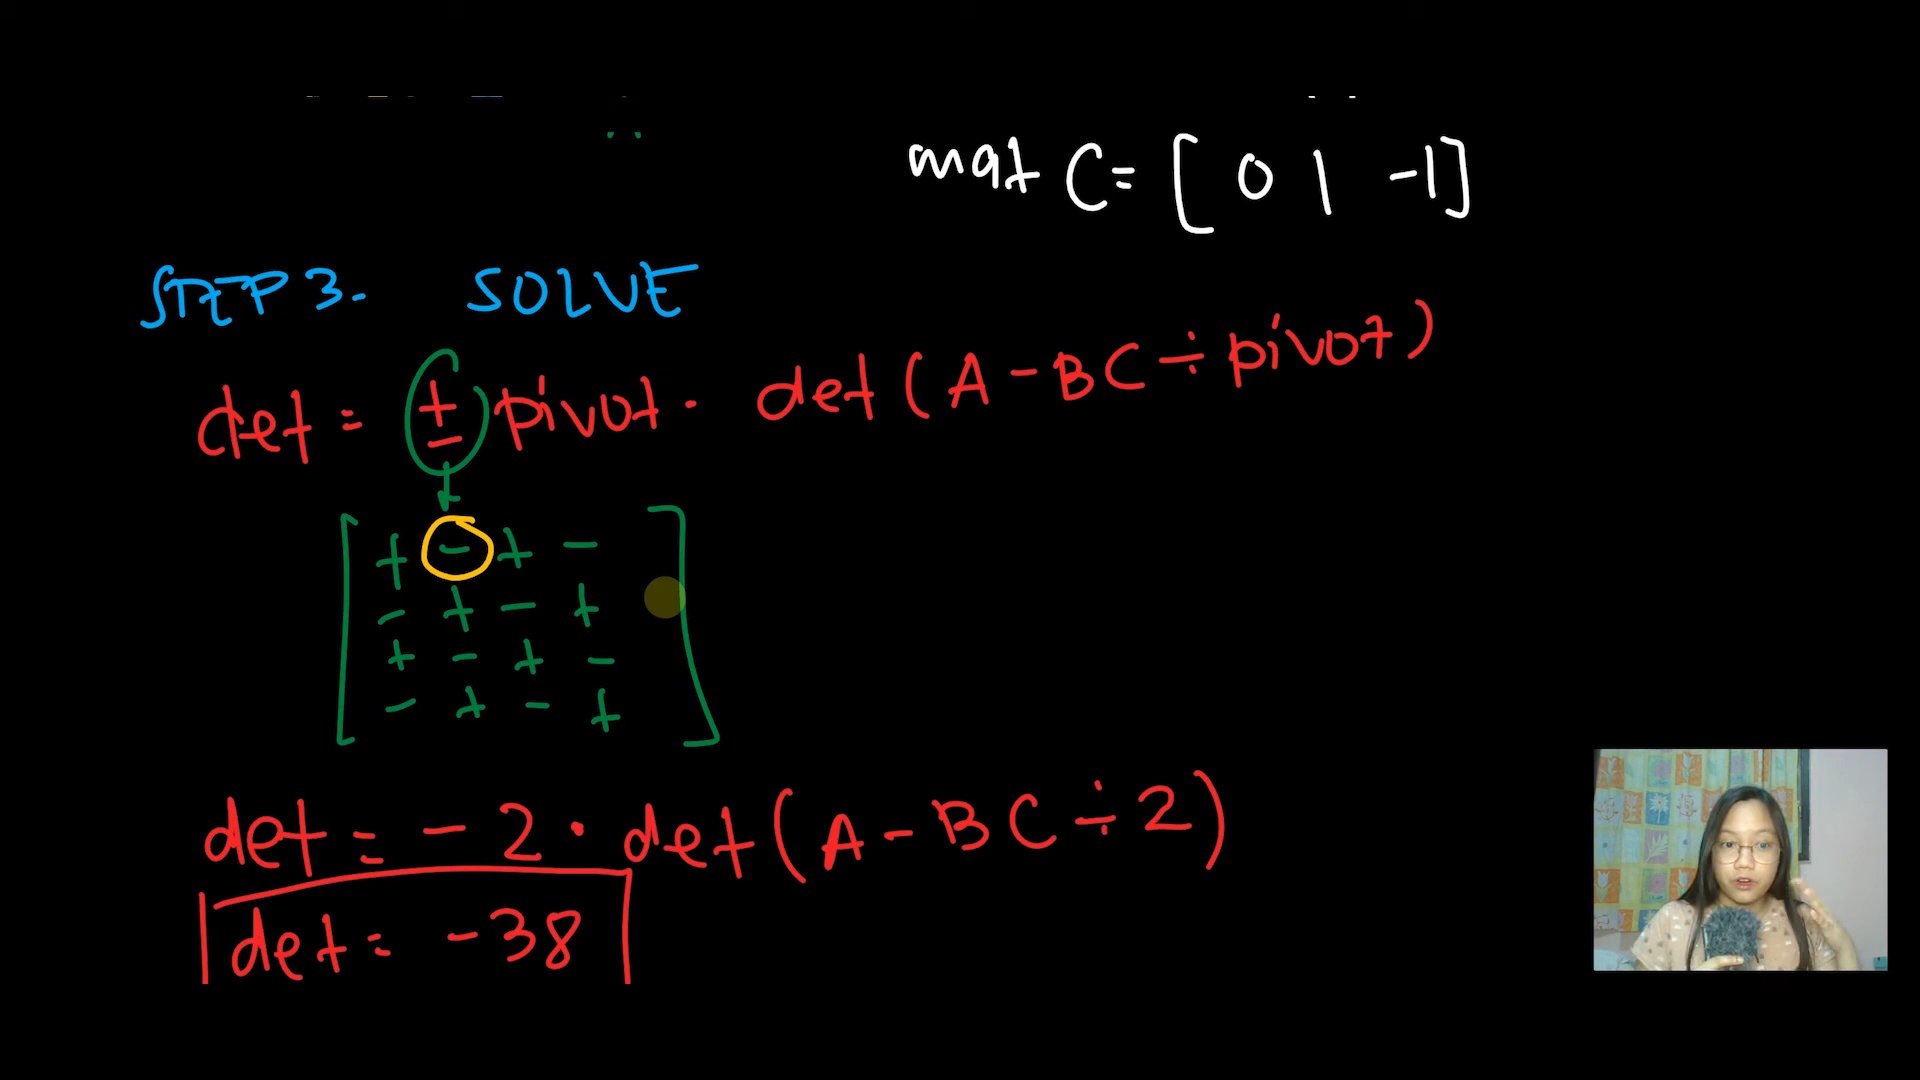 mat C = [ 0 1 -1 ]
STEP 3. SOLVE
det = ± pivot · det ( A - BC ÷ pivot )
[ + - + -
- + - +
+ - + -
- + - + ]
det = - 2 · det ( A - BC ÷ 2 )
det = -38